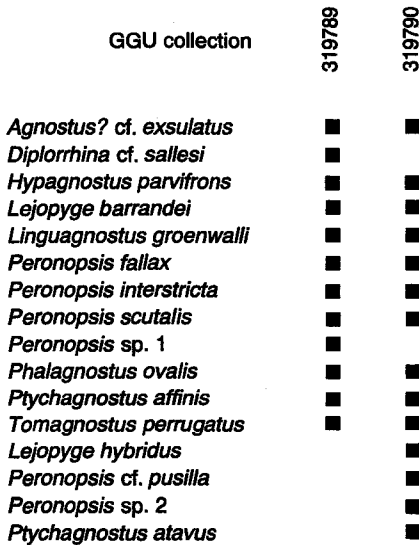 GGU collection 319789 319790
Agnostus? cf. exsulatus ■ ■
Diplorrhina cf. sallesi ■
Hypagnostus parvifrons ■ ■
Lejopyge barrandei ■ ■
Linguagnostus groenwalli ■ ■
Peronopsis fallax ■ ■
Peronopsis interstricta ■ ■
Peronopsis scutalis ■ ■
Peronopsis sp. 1 ■
Phalagnostus ovalis ■ ■
Ptychagnostus affinis ■ ■
Tomagnostus perrugatus ■ ■
Lejopyge hybridus ■
Peronopsis cf. pusilla ■
Peronopsis sp. 2 ■
Ptychagnostus atavus ■